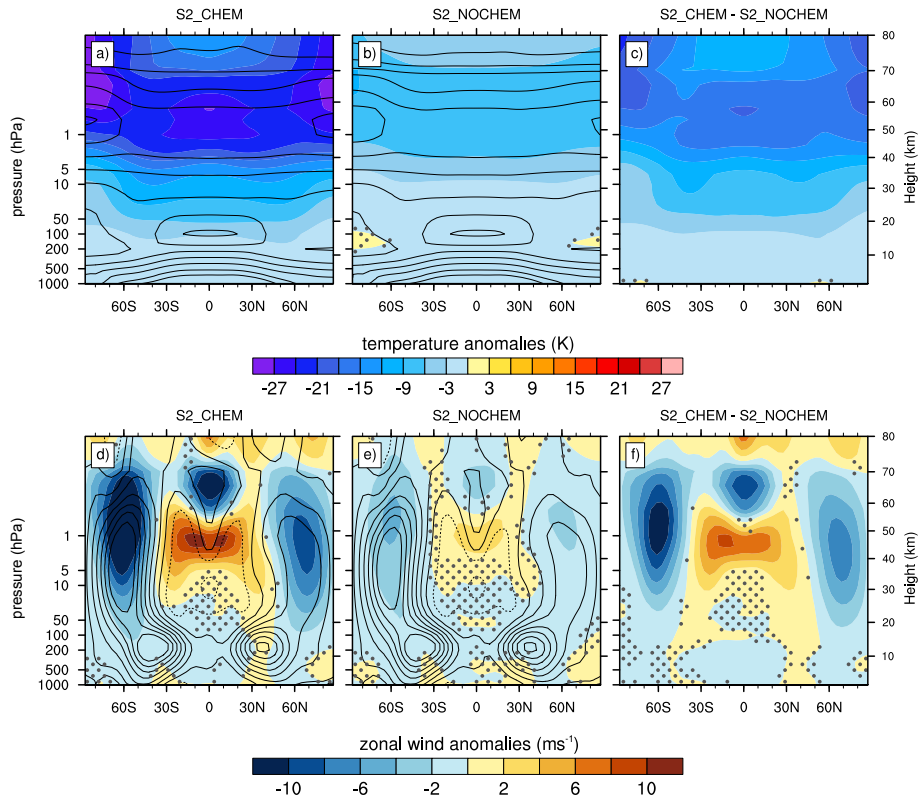 S2_CHEM S2_NOCHEM S2_CHEM - S2_NOCHEM
a) b) c)
pressure (hPa)
1
5
10
50
100
200
500
1000
80
70
60
50
40
30
20
10
Height (km)
60S 30S 0 30N 60N 60S 30S 0 30N 60N 60S 30S 0 30N 60N
temperature anomalies (K)
-27 -21 -15 -9 -3 3 9 15 21 27
S2_CHEM S2_NOCHEM S2_CHEM - S2_NOCHEM
d) e) f)
pressure (hPa)
1
5
10
50
100
200
500
1000
80
70
60
50
40
30
20
10
Height (km)
60S 30S 0 30N 60N 60S 30S 0 30N 60N 60S 30S 0 30N 60N
zonal wind anomalies (ms⁻¹)
-10 -6 -2 2 6 10